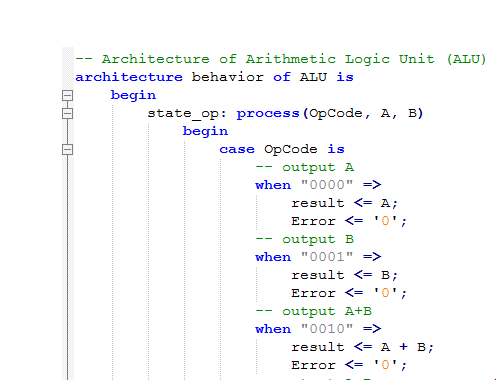 -- Architecture of Arithmetic Logic Unit (ALU)
architecture behavior of ALU is
begin
state_op: process(OpCode, A, B)
begin
case OpCode is
-- output A
when "0000" =>
result <= A;
Error <= '0';
-- output B
when "0001" =>
result <= B;
Error <= '0';
-- output A+B
when "0010" =>
result <= A + B;
Error <= '0';